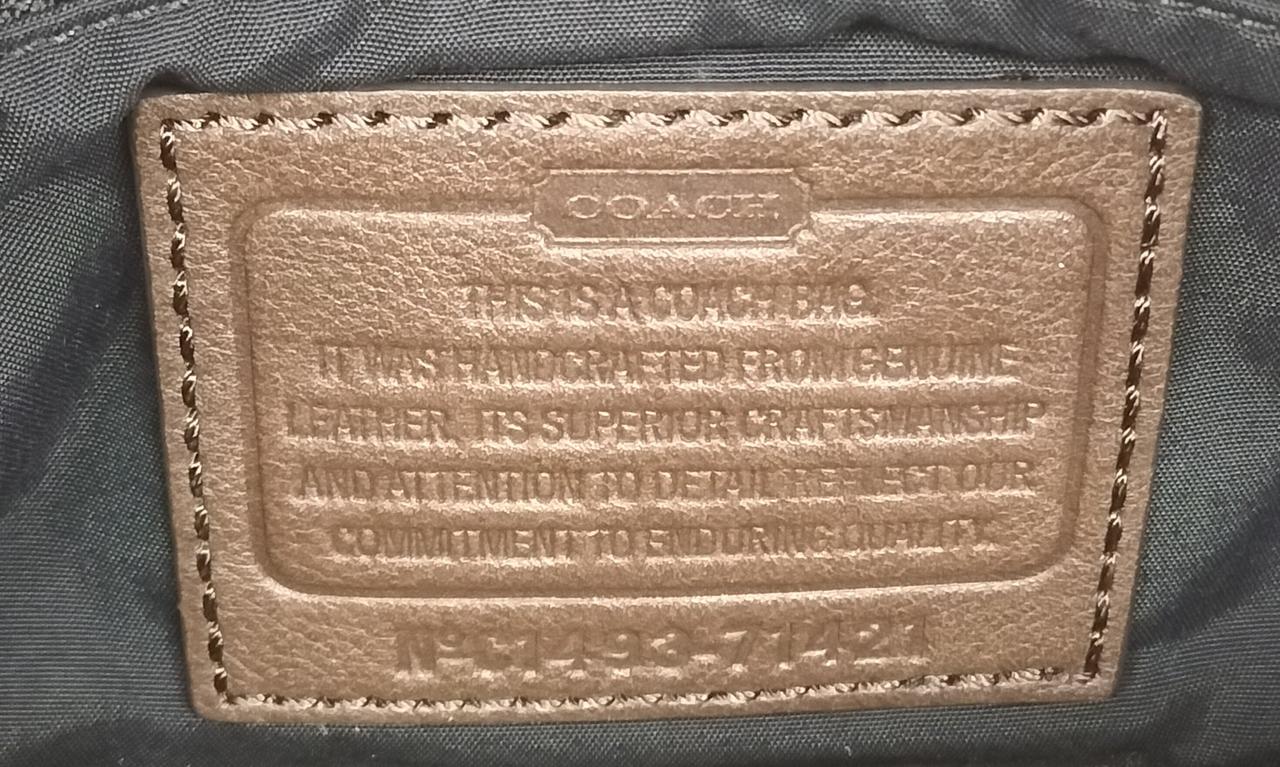 COACH
THIS IS A COACH BAG.
IT WAS HANDCRAFTED FROM GENUINE
LEATHER. ITS SUPERIOR CRAFTSMANSHIP
AND ATTENTION TO DETAIL REFLECT OUR
COMMITMENT TO ENDURING QUALITY.
Nº C1493-71421